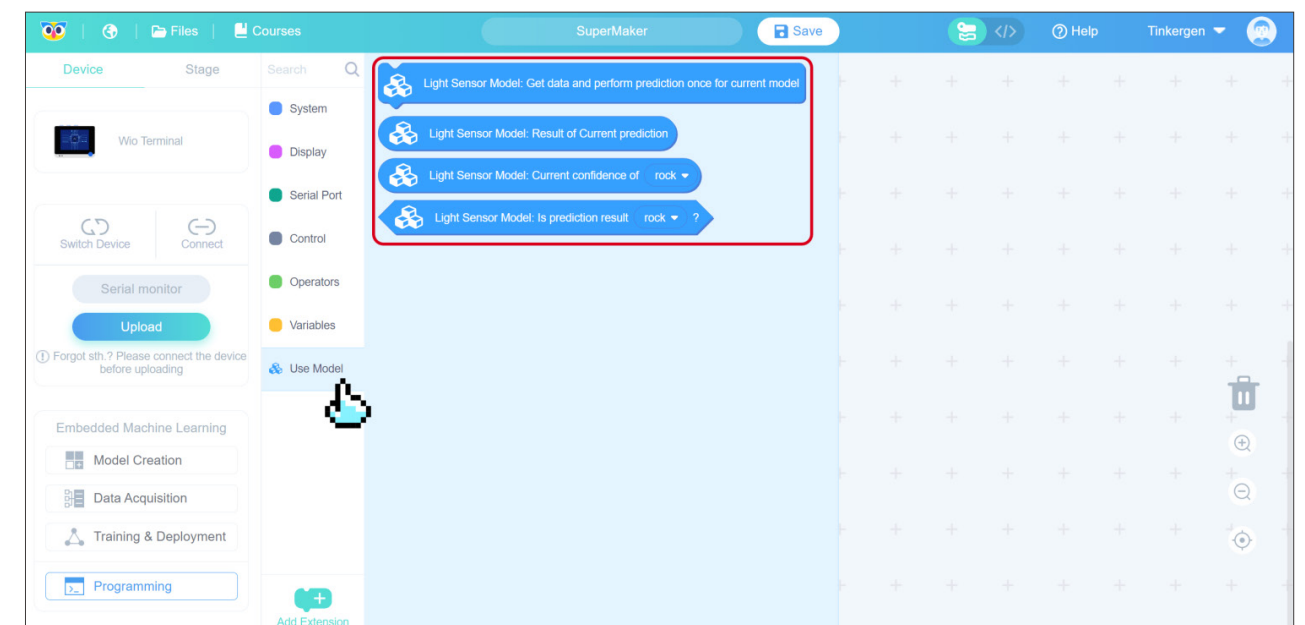 Files
Courses
SuperMaker
Save
</>
Help
Tinkergen
Device
Stage
Wio Terminal
Switch Device
Connect
Serial monitor
Upload
Forgot sth.? Please connect the device
before uploading
Embedded Machine Learning
Model Creation
Data Acquisition
Training & Deployment
Programming
Search
System
Display
Serial Port
Control
Operators
Variables
Use Model
Add Extension
Light Sensor Model: Get data and perform prediction once for current model
Light Sensor Model: Result of Current prediction
Light Sensor Model: Current confidence of rock
Light Sensor Model: Is prediction result rock ?